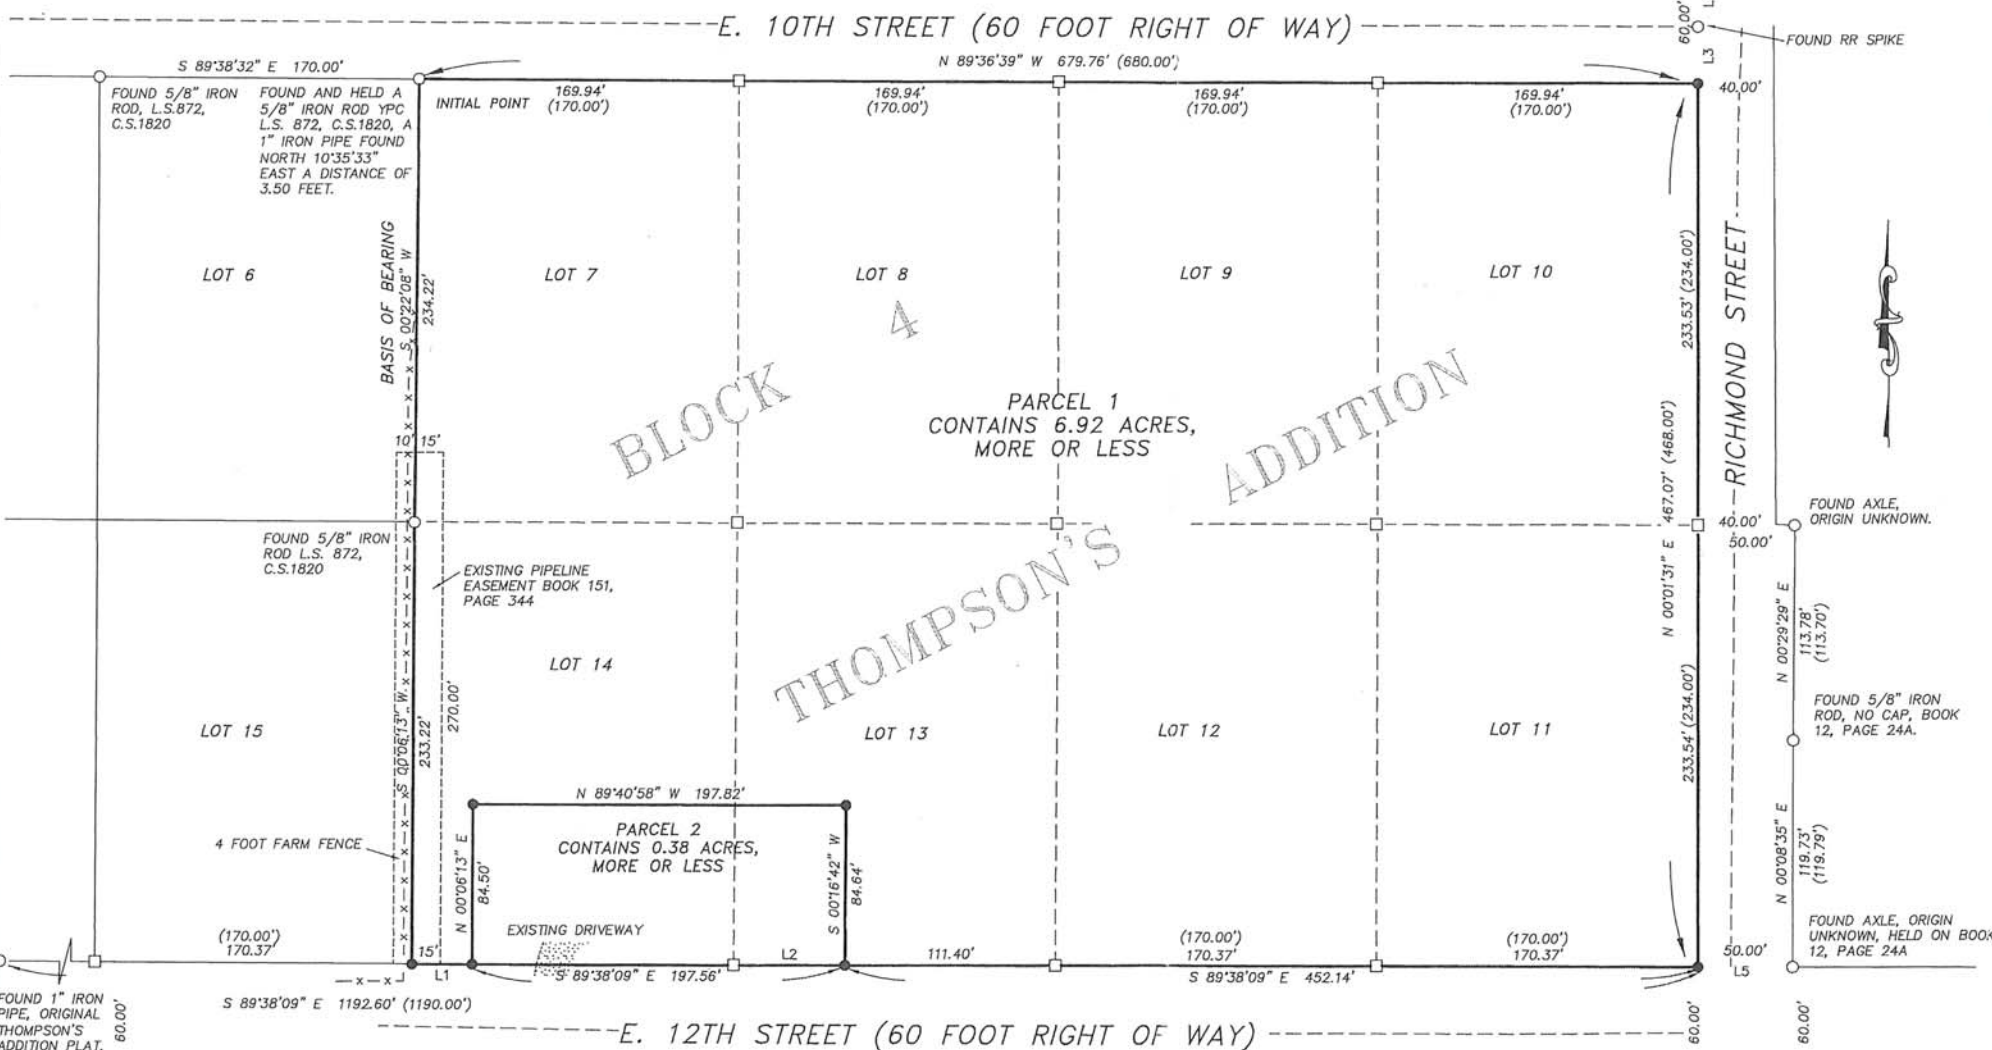 E. 10TH STREET (60 FOOT RIGHT OF WAY)
60.00'
L3
FOUND RR SPIKE
S 89°38'32" E 170.00'
N 89°36'39" W 679.76' (680.00')
FOUND 5/8" IRON
ROD, L.S.872,
C.S.1820
FOUND AND HELD A
5/8" IRON ROD YPC
L.S. 872, C.S.1820, A
1" IRON PIPE FOUND
NORTH 10°35'33"
EAST A DISTANCE OF
3.50 FEET.
INITIAL POINT
169.94'
(170.00')
169.94'
(170.00')
169.94'
(170.00')
169.94'
(170.00')
40.00'
BASIS OF BEARING
S 00°22'08" W
234.22'
LOT 6
LOT 7
LOT 8
LOT 9
LOT 10
233.53' (234.00')
RICHMOND STREET
BLOCK 4
THOMPSON'S ADDITION
PARCEL 1
CONTAINS 6.92 ACRES,
MORE OR LESS
N 00°01'31" E 467.07' (468.00')
10'
15'
FOUND AXLE,
ORIGIN UNKNOWN.
40.00'
50.00'
FOUND 5/8" IRON
ROD L.S. 872,
C.S.1820
EXISTING PIPELINE
EASEMENT BOOK 151,
PAGE 344
N 00°29'29" E
113.78'
(113.70')
LOT 15
LOT 14
LOT 13
LOT 12
LOT 11
S 00°06'13" W
233.22'
270.00'
233.54' (234.00')
FOUND 5/8" IRON
ROD, NO CAP, BOOK
12, PAGE 24A.
N 89°40'58" W 197.82'
4 FOOT FARM FENCE
N 00°06'13" E
84.50'
PARCEL 2
CONTAINS 0.38 ACRES,
MORE OR LESS
S 00°16'42" W
84.64'
N 00°08'35" E
119.73'
(119.79')
EXISTING DRIVEWAY
(170.00')
170.37'
15'
L1
S 89°38'09" E 197.56'
L2
111.40'
(170.00')
170.37'
S 89°38'09" E 452.14'
(170.00')
170.37'
50.00'
L5
FOUND AXLE, ORIGIN
UNKNOWN, HELD ON BOOK
12, PAGE 24A
FOUND 1" IRON
PIPE, ORIGINAL
THOMPSON'S
ADDITION PLAT.
60.00'
S 89°38'09" E 1192.60' (1190.00')
E. 12TH STREET (60 FOOT RIGHT OF WAY)
60.00'
60.00'